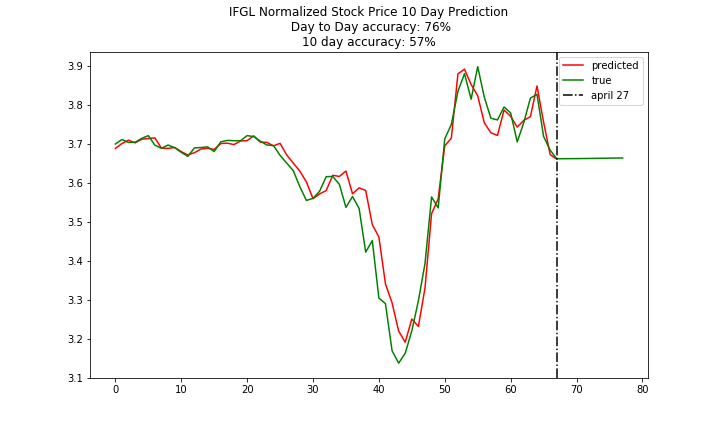 IFGL Normalized Stock Price 10 Day Prediction
Day to Day accuracy: 76%
10 day accuracy: 57%
predicted
true
april 27
3.9
3.8
3.7
3.6
3.5
3.4
3.3
3.2
3.1
0 10 20 30 40 50 60 70 80